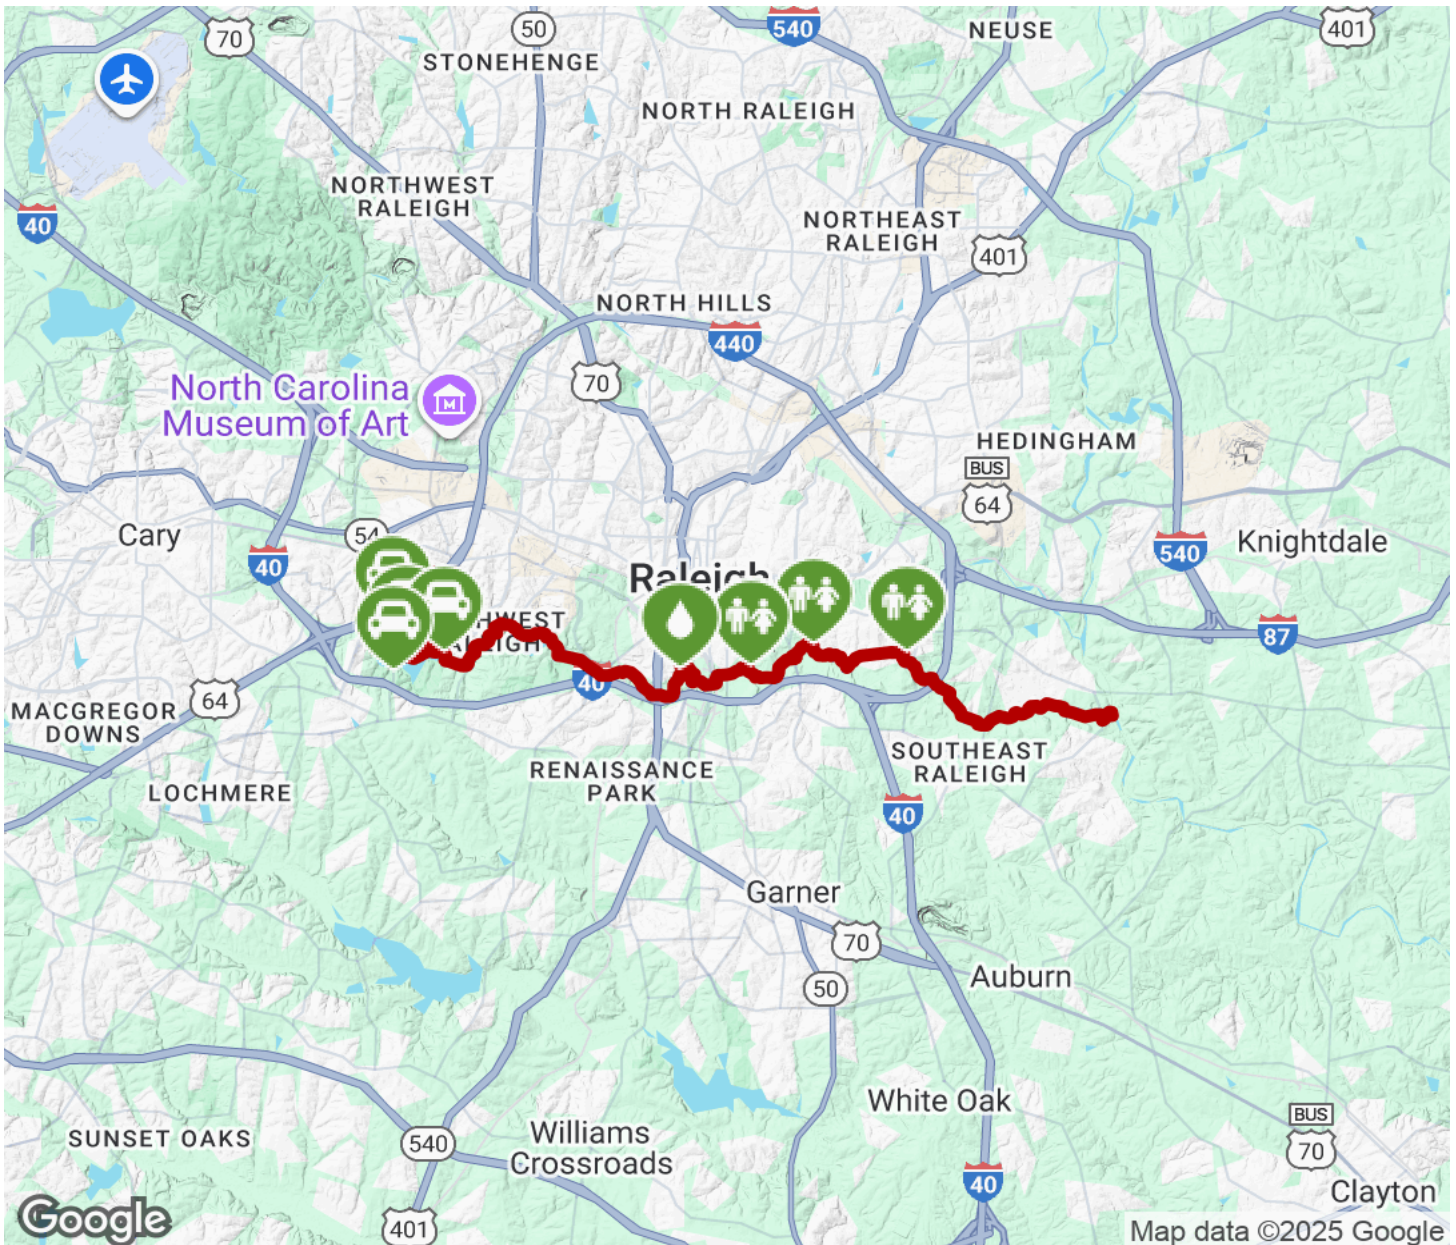 70
50
540
NEUSE
401
STONEHENGE
NORTH RALEIGH
NORTHWEST
RALEIGH
40
NORTHEAST
RALEIGH
401
NORTH HILLS
440
70
North Carolina
Museum of Art
M
HEDINGHAM
BUS
64
Cary
54
40
540
Knightdale
Raleigh
87
RALEIGH
40
64
MACGREGOR
DOWNS
LOCHMERE
RENAISSANCE
PARK
SOUTHEAST
RALEIGH
40
Garner
70
50
Auburn
White Oak
SUNSET OAKS
540
Williams
Crossroads
BUS
70
40
Clayton
401
Google
Map data ©2025 Google